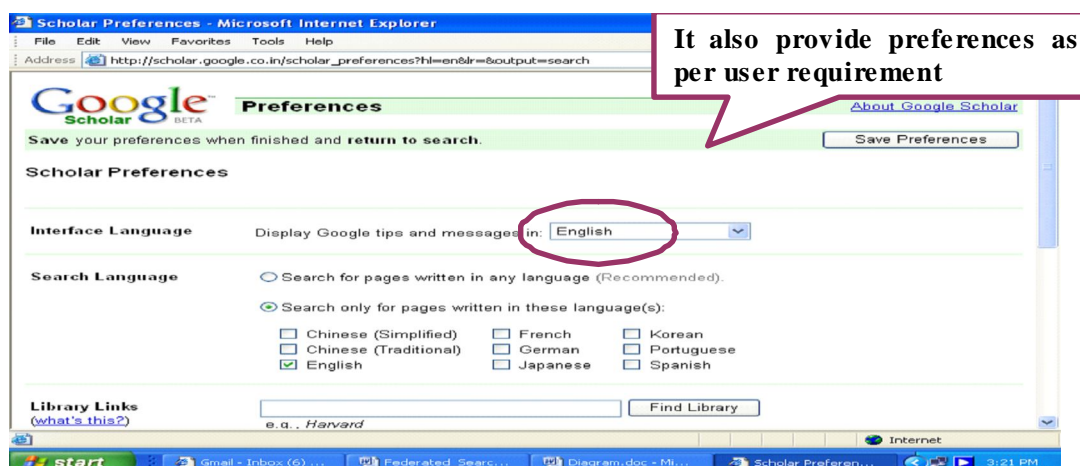 Scholar Preferences - Microsoft Internet Explorer
It also provide preferences as
per user requirement
File Edit View Favorites Tools Help
Address http://scholar.google.co.in/scholar_preferences?hl=en&lr=&output=search
Google
Scholar BETA
Preferences
About Google Scholar
Save your preferences when finished and return to search.
Save Preferences
Scholar Preferences
Interface Language
Display Google tips and messages in: English
Search Language
Search for pages written in any language (Recommended).
Search only for pages written in these language(s):
Chinese (Simplified) French Korean
Chinese (Traditional) German Portuguese
English Japanese Spanish
Library Links
(what's this?)
Find Library
e.g., Harvard
Internet
start Gmail - Inbox (6) ... Federated Searc... Diagram.doc - Mi... Scholar Preferen... 3:21 PM